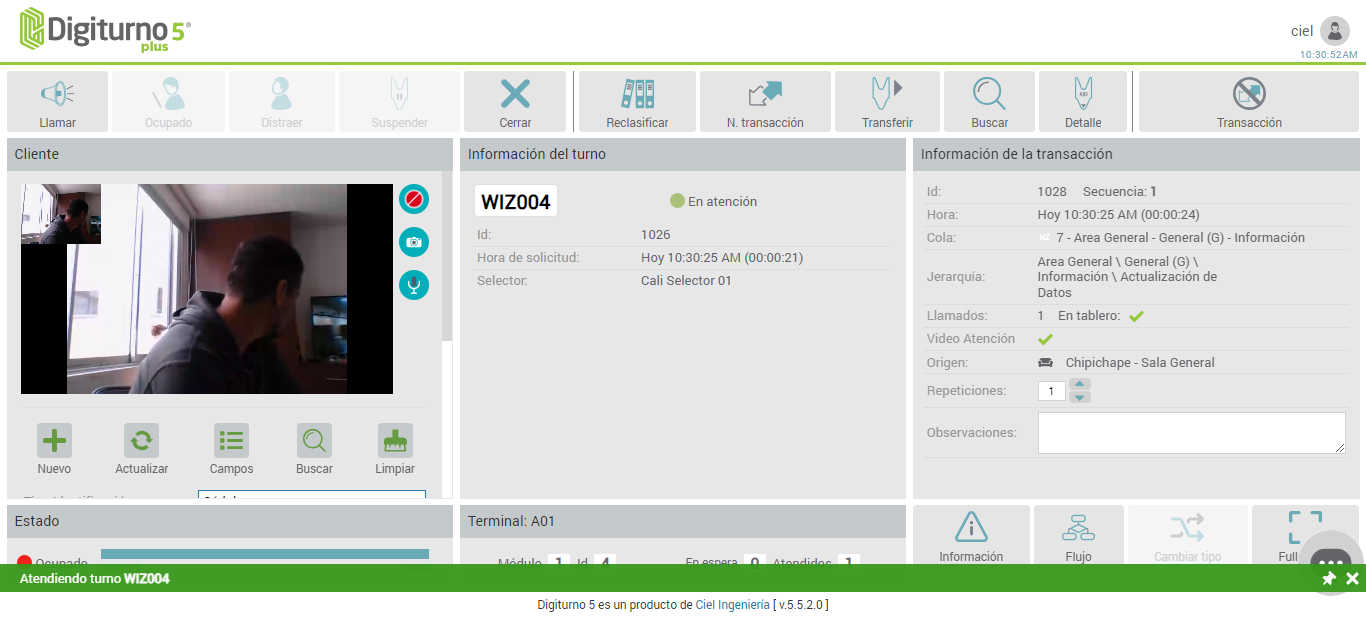 Digiturno 5®
plus
ciel
10:30:52AM
Llamar
Ocupado
Distraer
Suspender
Cerrar
Reclasificar
N. transacción
Transferir
Buscar
Detalle
Transacción
Cliente
Nuevo
Actualizar
Campos
Buscar
Limpiar
Información del turno
WIZ004
En atención
Id: 1026
Hora de solicitud: Hoy 10:30:25 AM (00:00:21)
Selector: Cali Selector 01
Información de la transacción
Id: 1028 Secuencia: 1
Hora: Hoy 10:30:25 AM (00:00:24)
Cola: 7 - Area General - General (G) - Información
Jerarquía: Area General \ General (G) \
Información \ Actualización de
Datos
Llamados: 1 En tablero:
Video Atención
Origen: Chipichape - Sala General
Repeticiones: 1
Observaciones:
Estado
Ocupado
Terminal: A01
Módulo 1 Id 4 En espera 0 Atendidos 1
Información
Flujo
Cambiar tipo
Full
Atendiendo turno WIZ004
Digiturno 5 es un producto de Ciel Ingeniería [ v.5.5.2.0 ]